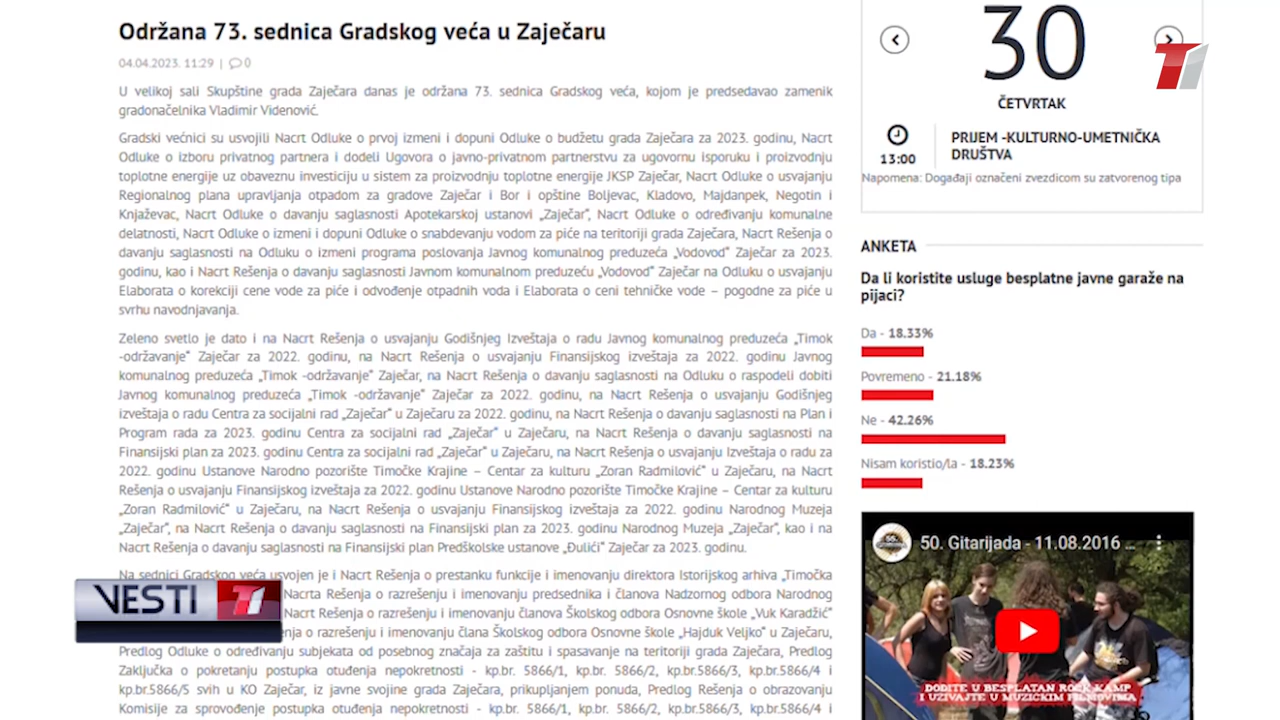 Održana 73. sednica Gradskog veća u Zaječaru
04.04.2023. 11:29 | 0
U velikoj sali Skupštine grada Zaječara danas je održana 73. sednica Gradskog veća, kojom je predsedavao zamenik
gradonačelnika Vladimir Videnović.
Gradski većnici su usvojili Nacrt Odluke o prvoj izmeni i dopuni Odluke o budžetu grada Zaječara za 2023. godinu, Nacrt
Odluke o izboru privatnog partnera i dodeli Ugovora o javno-privatnom partnerstvu za ugovornu isporuku i proizvodnju
toplotne energije uz obaveznu investiciju u sistem za proizvodnju toplotne energije JKSP Zaječar, Nacrt Odluke o usvajanju
Regionalnog plana upravljanja otpadom za gradove Zaječar i Bor i opštine Boljevac, Kladovo, Majdanpek, Negotin i
Knjaževac, Nacrt Odluke o davanju saglasnosti Apotekarskoj ustanovi „Zaječar“, Nacrt Odluke o određivanju komunalne
delatnosti, Nacrt Odluke o izmeni i dopuni Odluke o snabdevanju vodom za piće na teritoriji grada Zaječara, Nacrt Rešenja o
davanju saglasnosti na Odluku o izmeni programa poslovanja Javnog komunalnog preduzeća „Vodovod“ Zaječar za 2023.
godinu, kao i Nacrt Rešenja o davanju saglasnosti Javnom komunalnom preduzeću „Vodovod“ Zaječar na Odluku o usvajanju
Elaborata o korekciji cene vode za piće i odvođenje otpadnih voda i Elaborata o ceni tehničke vode – pogodne za piće u
svrhu navodnjavanja.
Zeleno svetlo je dato i na Nacrt Rešenja o usvajanju Godišnjeg Izveštaja o radu Javnog komunalnog preduzeća „Timok
-održavanje“ Zaječar za 2022. godinu, na Nacrt Rešenja o usvajanju Finansijskog izveštaja za 2022. godinu Javnog
komunalnog preduzeća „Timok -održavanje“ Zaječar, na Nacrt Rešenja o davanju saglasnosti na Odluku o raspodeli dobiti
Javnog komunalnog preduzeća „Timok -održavanje“ Zaječar za 2022. godinu, na Nacrt Rešenja o usvajanju Godišnjeg
izveštaja o radu Centra za socijalni rad „Zaječar“ u Zaječaru za 2022. godinu, na Nacrt Rešenja o davanju saglasnosti na Plan i
Program rada za 2023. godinu Centra za socijalni rad „Zaječar“ u Zaječaru, na Nacrt Rešenja o davanju saglasnosti na
Finansijski plan za 2023. godinu Centra za socijalni rad „Zaječar“ u Zaječaru, na Nacrt Rešenja o usvajanju Izveštaja o radu za
2022. godinu Ustanove Narodno pozorište Timočke Krajine – Centar za kulturu „Zoran Radmilović“ u Zaječaru, na Nacrt
Rešenja o usvajanju Finansijskog izveštaja za 2022. godinu Ustanove Narodno pozorište Timočke Krajine – Centar za kulturu
„Zoran Radmilović“ u Zaječaru, na Nacrt Rešenja o usvajanju Finansijskog izveštaja za 2022. godinu Narodnog Muzeja
„Zaječar“, na Nacrt Rešenja o davanju saglasnosti na Finansijski plan za 2023. godinu Narodnog Muzeja „Zaječar“, kao i na
Nacrt Rešenja o davanju saglasnosti na Finansijski plan Predškolske ustanove „Đulići“ Zaječar za 2023. godinu.
Na sednici Gradskog veća usvojen je i Nacrt Rešenja o prestanku funkcije i imenovanju direktora Istorijskog arhiva „Timočka
Nacrta Rešenja o razrešenju i imenovanju predsednika i članova Nadzornog odbora Narodnog
Nacrt Rešenja o razrešenju i imenovanju članova Školskog odbora Osnovne škole „Vuk Karadžić“
o razrešenju i imenovanju člana Školskog odbora Osnovne škole „Hajduk Veljko“ u Zaječaru,
Predlog Odluke o određivanju subjekata od posebnog značaja za zaštitu i spasavanje na teritoriji grada Zaječara, Predlog
Zaključka o pokretanju postupka otuđenja nepokretnosti - kp.br. 5866/1, kp.br. 5866/2, kp.br.5866/3, kp.br.5866/4 i
kp.br.5866/5 svih u KO Zaječar, iz javne svojine grada Zaječara, prikupljanjem ponuda, Predlog Rešenja o obrazovanju
Komisije za sprovođenje postupka otuđenja nepokretnosti - kp.br. 5866/1, kp.br. 5866/2, kp.br.5866/3, kp.br.5866/4 i
VESTI T1
30
T1
ČETVRTAK
13:00
PRIJEM -KULTURNO-UMETNIČKA
DRUŠTVA
Napomena: Događaji označeni zvezdicom su zatvorenog tipa
ANKETA
Da li koristite usluge besplatne javne garaže na
pijaci?
Da - 18.33%
Povremeno - 21.18%
Ne - 42.26%
Nisam koristio/la - 18.23%
50. Gitarijada - 11.08.2016 ...
DOĐITE U BESPLATAN ROCK KAMP
I UŽIVAJTE U MUZIČKIM FILMOVIMA